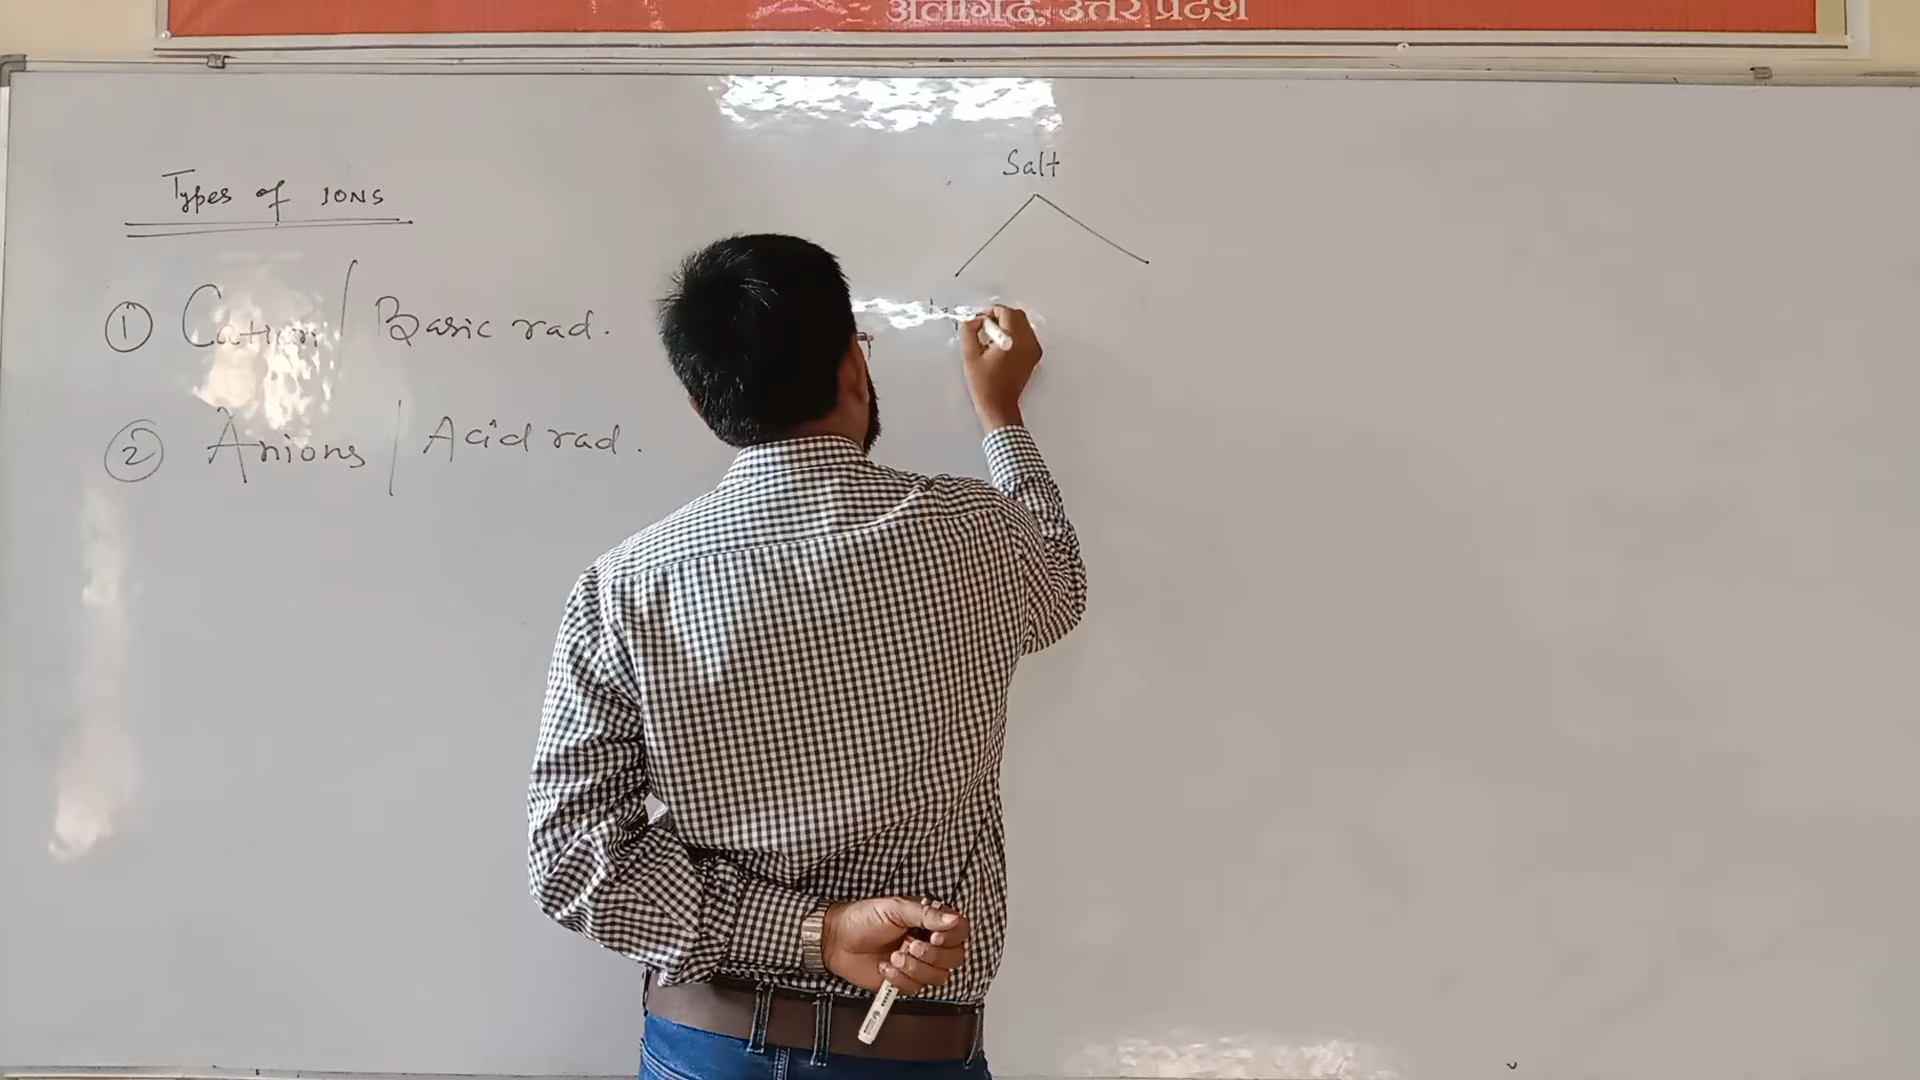 अलीगढ, उत्तर प्रदेश
Types of IONS
① Cation / Basic rad.
② Anions / Acid rad.
Salt